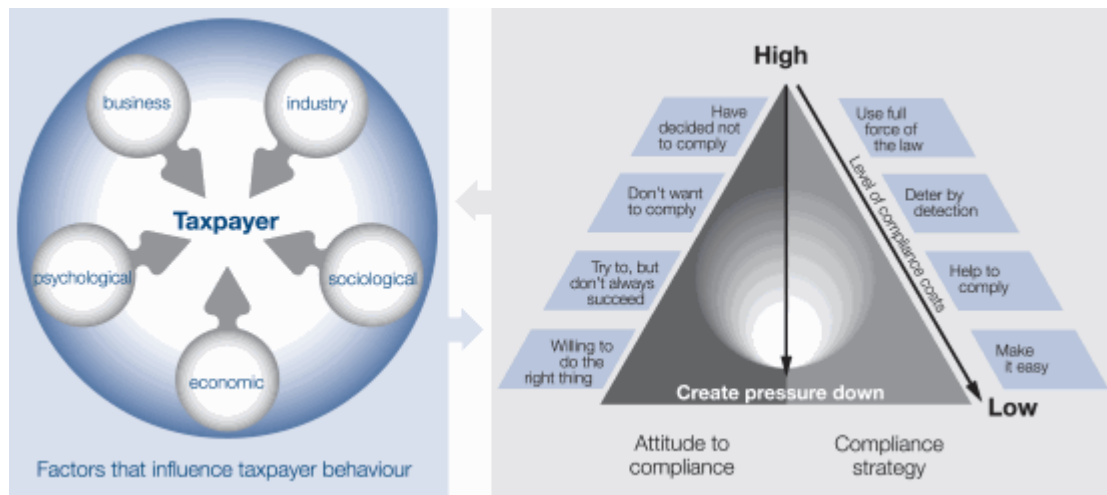 business
industry
Taxpayer
psychological
sociological
economic
Factors that influence taxpayer behaviour
High
Have
decided not
to comply
Use full
force of
the law
Don't want
to comply
Deter by
detection
Level of compliance costs
Try to, but
don't always
succeed
Help to
comply
Willing to
do the
right thing
Make
it easy
Create pressure down
Low
Attitude to
compliance
Compliance
strategy